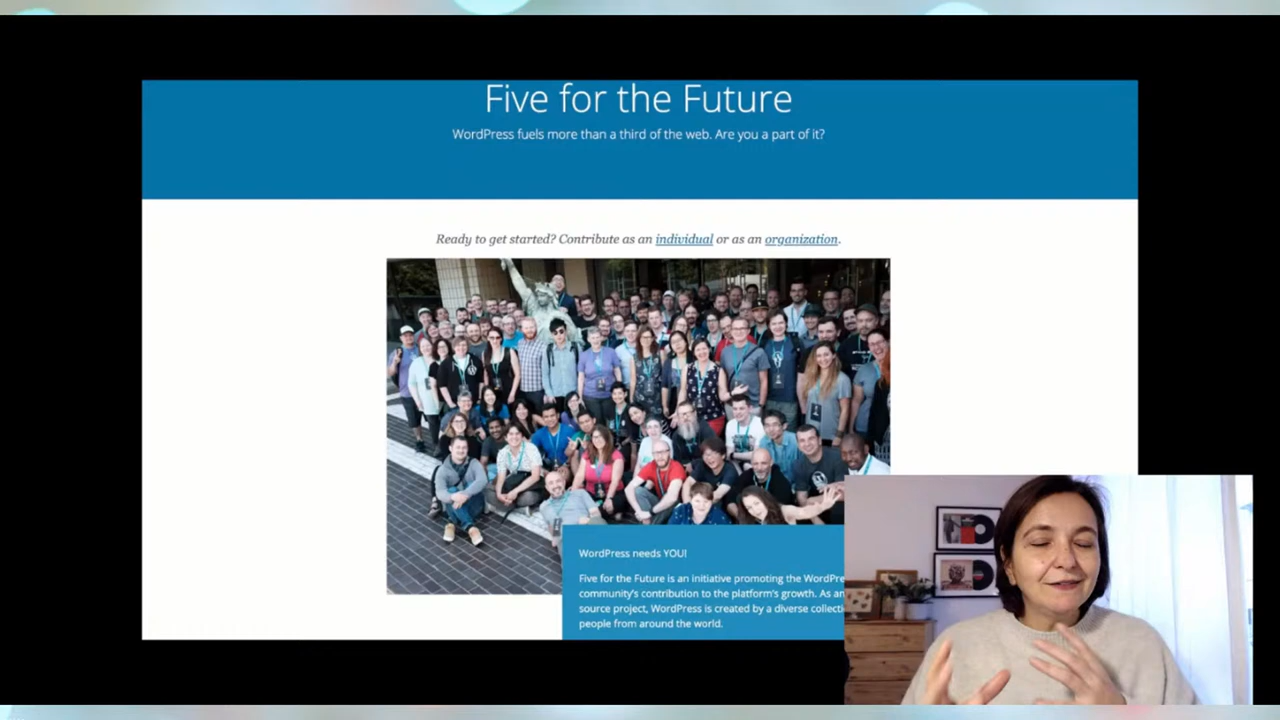 Five for the Future
WordPress fuels more than a third of the web. Are you a part of it?
Ready to get started? Contribute as an individual or as an organization.
WordPress needs YOU!
Five for the Future is an initiative promoting the WordPre
community's contribution to the platform's growth. As an
source project, WordPress is created by a diverse collecti
people from around the world.